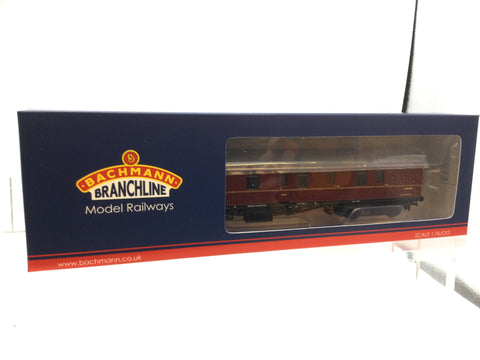 BACHMANN
BRANCHLINE
Model Railways
www.bachmann.co.uk
SCALE 1:76/OO